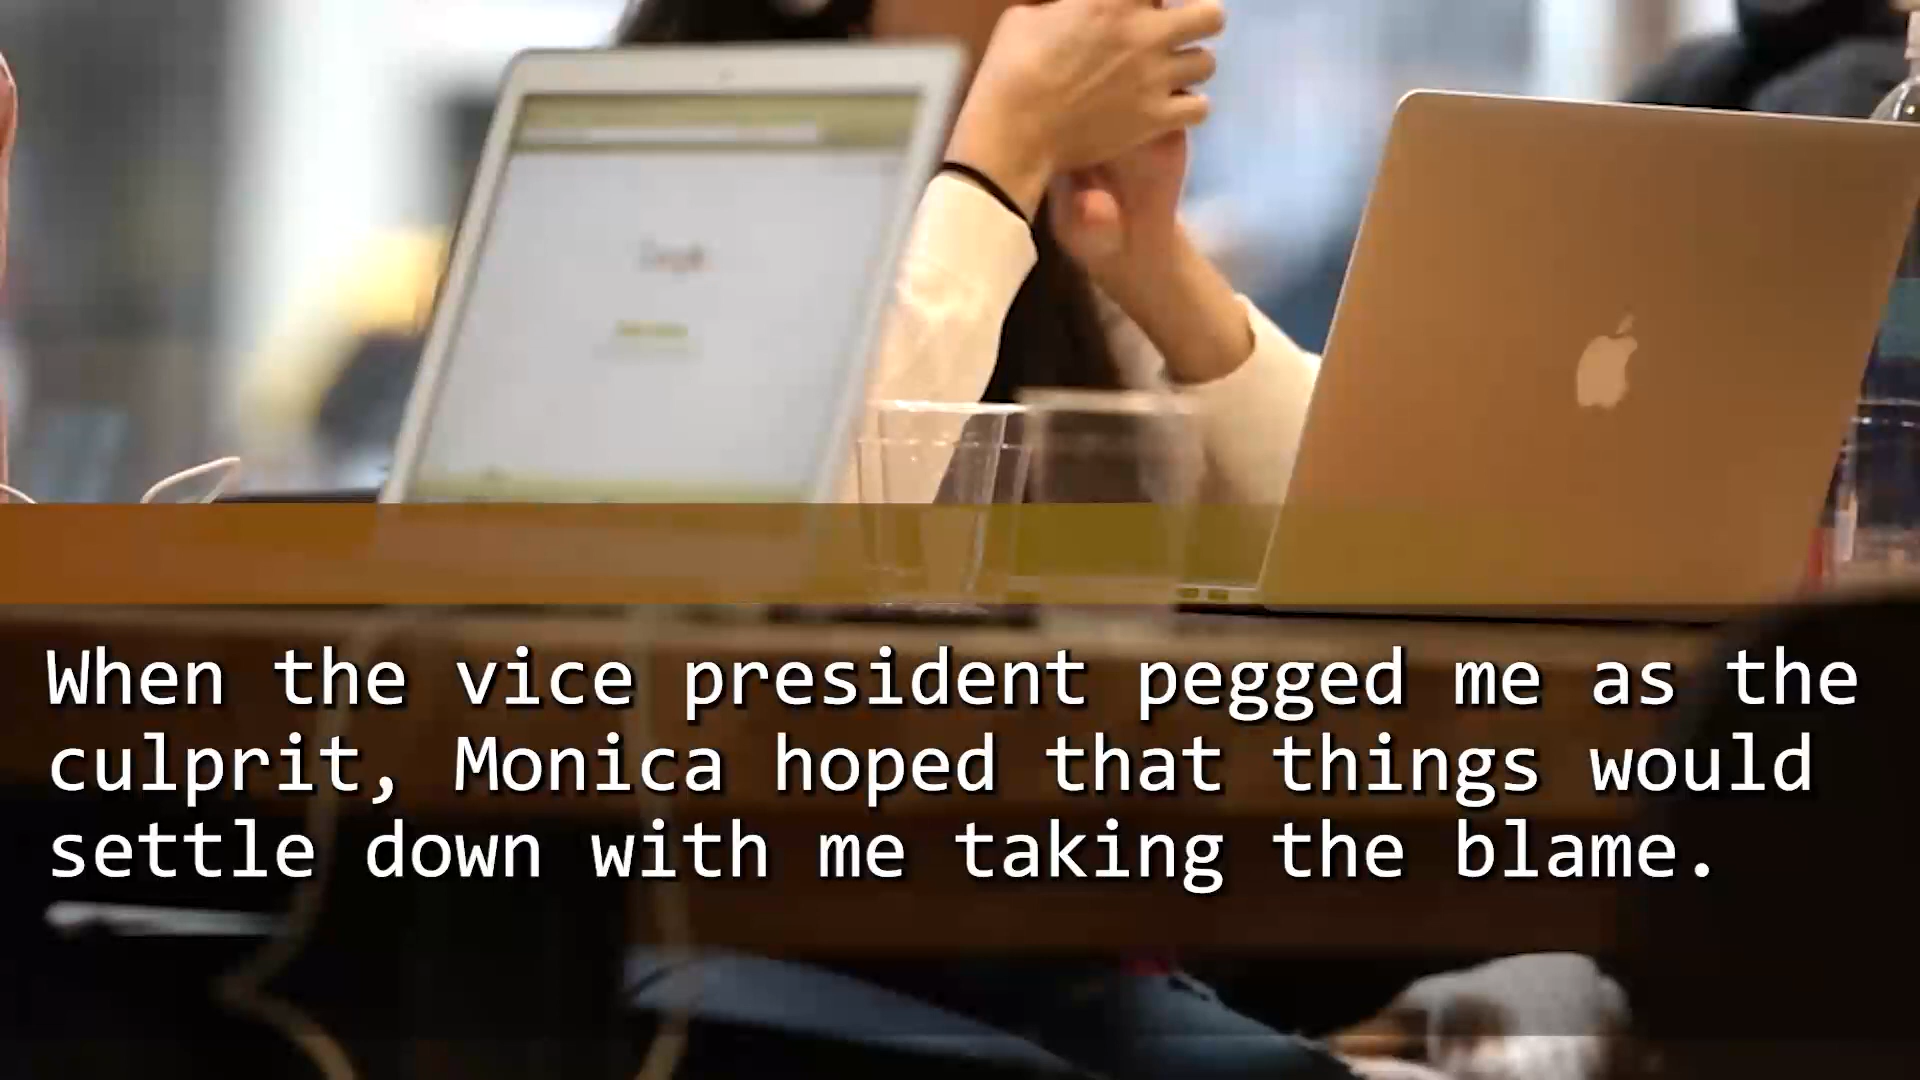 When the vice president pegged me as the
culprit, Monica hoped that things would
settle down with me taking the blame.